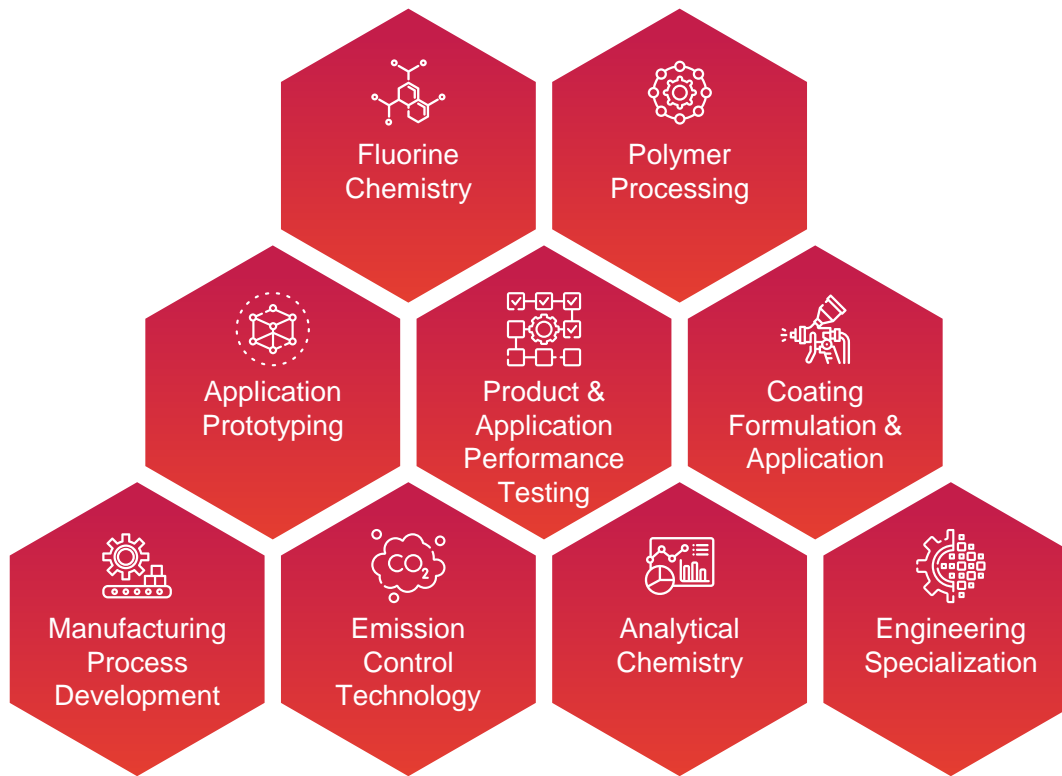 Fluorine
Chemistry
Polymer
Processing
Application
Prototyping
Product &
Application
Performance
Testing
Coating
Formulation &
Application
Manufacturing
Process
Development
CO2
Emission
Control
Technology
Analytical
Chemistry
Engineering
Specialization